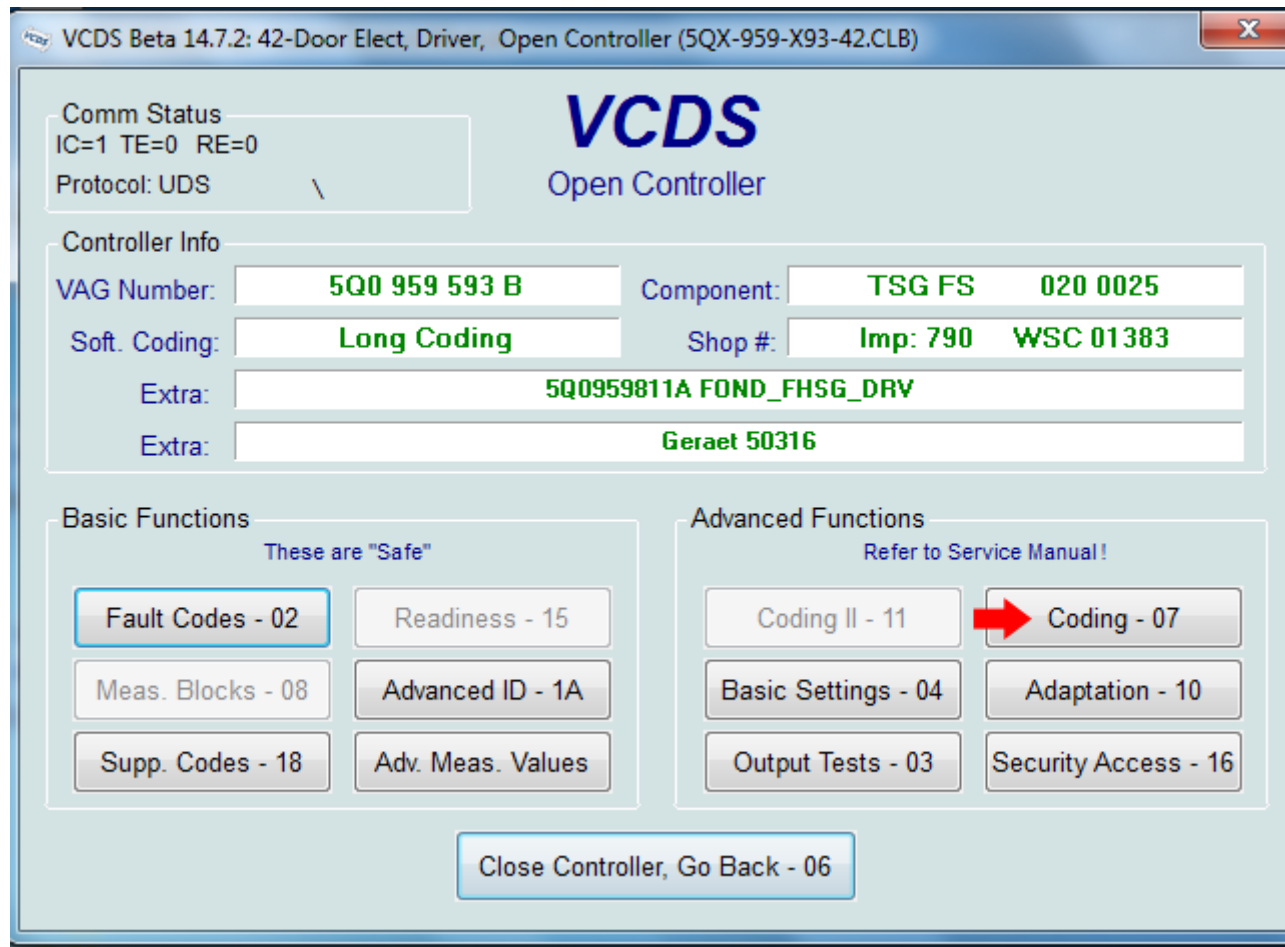 VCDS Beta 14.7.2: 42-Door Elect, Driver, Open Controller (5QX-959-X93-42.CLB)
Comm Status
IC=1 TE=0 RE=0
Protocol: UDS \
VCDS
Open Controller
Controller Info
VAG Number: 5Q0 959 593 B Component: TSG FS 020 0025
Soft. Coding: Long Coding Shop #: Imp: 790 WSC 01383
Extra: 5Q0959811A FOND_FHSG_DRV
Extra: Geraet 50316
Basic Functions
These are "Safe"
Fault Codes - 02 Readiness - 15
Meas. Blocks - 08 Advanced ID - 1A
Supp. Codes - 18 Adv. Meas. Values
Advanced Functions
Refer to Service Manual!
Coding II - 11 Coding - 07
Basic Settings - 04 Adaptation - 10
Output Tests - 03 Security Access - 16
Close Controller, Go Back - 06